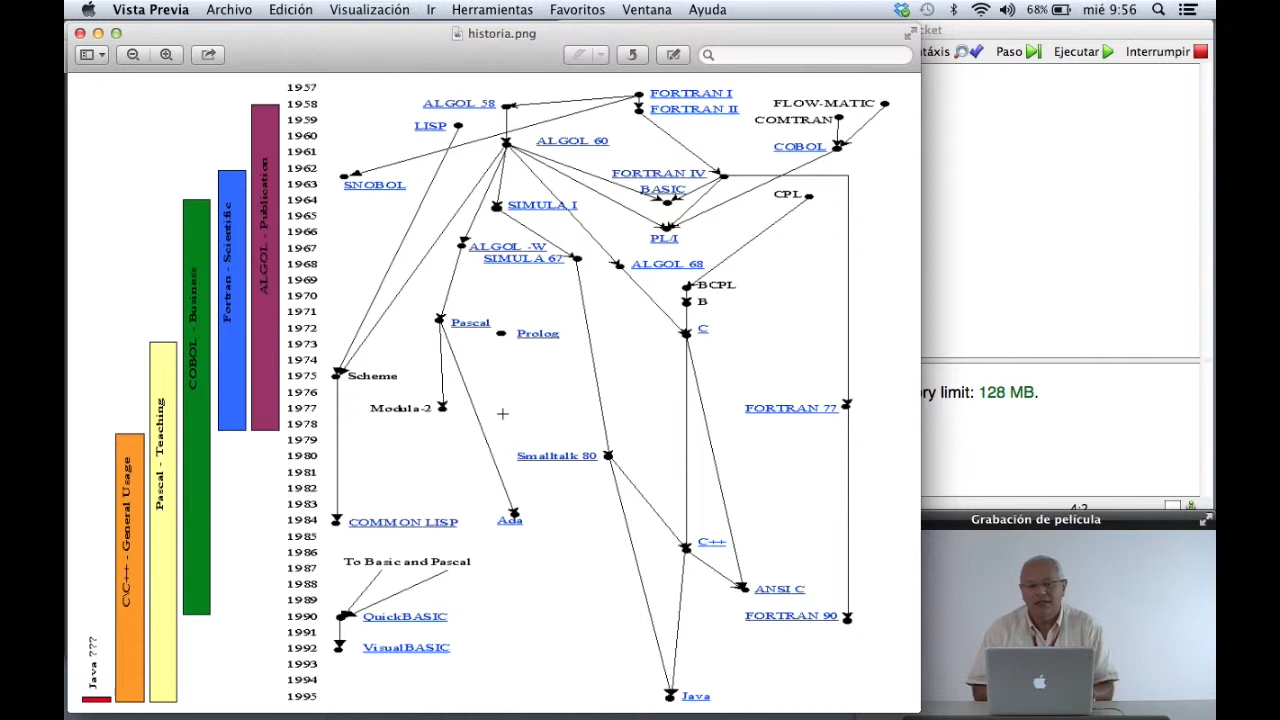 Vista Previa Archivo Edición Visualización Ir Herramientas Favoritos Ventana Ayuda 68% mié 9:56
historia.png
ket
táxis Paso Ejecutar Interrumpir
1957
1958
1959
1960
1961
1962
1963
1964
1965
1966
1967
1968
1969
1970
1971
1972
1973
1974
1975
1976
1977
1978
1979
1980
1981
1982
1983
1984
1985
1986
1987
1988
1989
1990
1991
1992
1993
1994
1995
Java ???
C\C++ - General Usage
Pascal - Teaching
COBOL - Business
Fortran - Scientific
ALGOL - Publication
FORTRAN I
ALGOL 58
FORTRAN II
FLOW-MATIC
COMTRAN
LISP
ALGOL 60
COBOL
FORTRAN IV
SNOBOL
BASIC
CPL
SIMULA I
PL/I
ALGOL -W
SIMULA 67
ALGOL 68
BCPL
B
Pascal
Prolog
C
Scheme
Modula-2
FORTRAN 77
Smalltalk 80
COMMON LISP
Ada
C++
To Basic and Pascal
ANSI C
QuickBASIC
FORTRAN 90
VisualBASIC
Java
ry limit: 128 MB.
4:2
Grabación de película